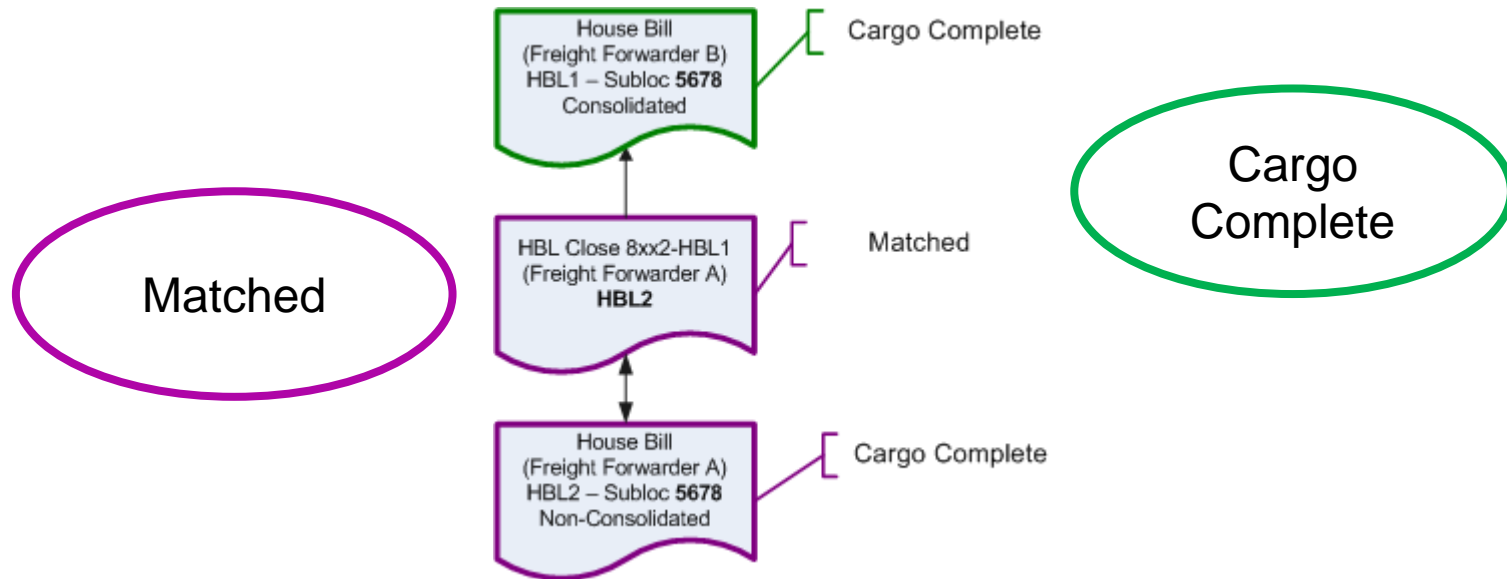 House Bill
(Freight Forwarder B)
HBL1 – Subloc 5678
Consolidated
Cargo Complete
Cargo
Complete
Matched
HBL Close 8xx2-HBL1
(Freight Forwarder A)
HBL2
Matched
House Bill
(Freight Forwarder A)
HBL2 – Subloc 5678
Non-Consolidated
Cargo Complete